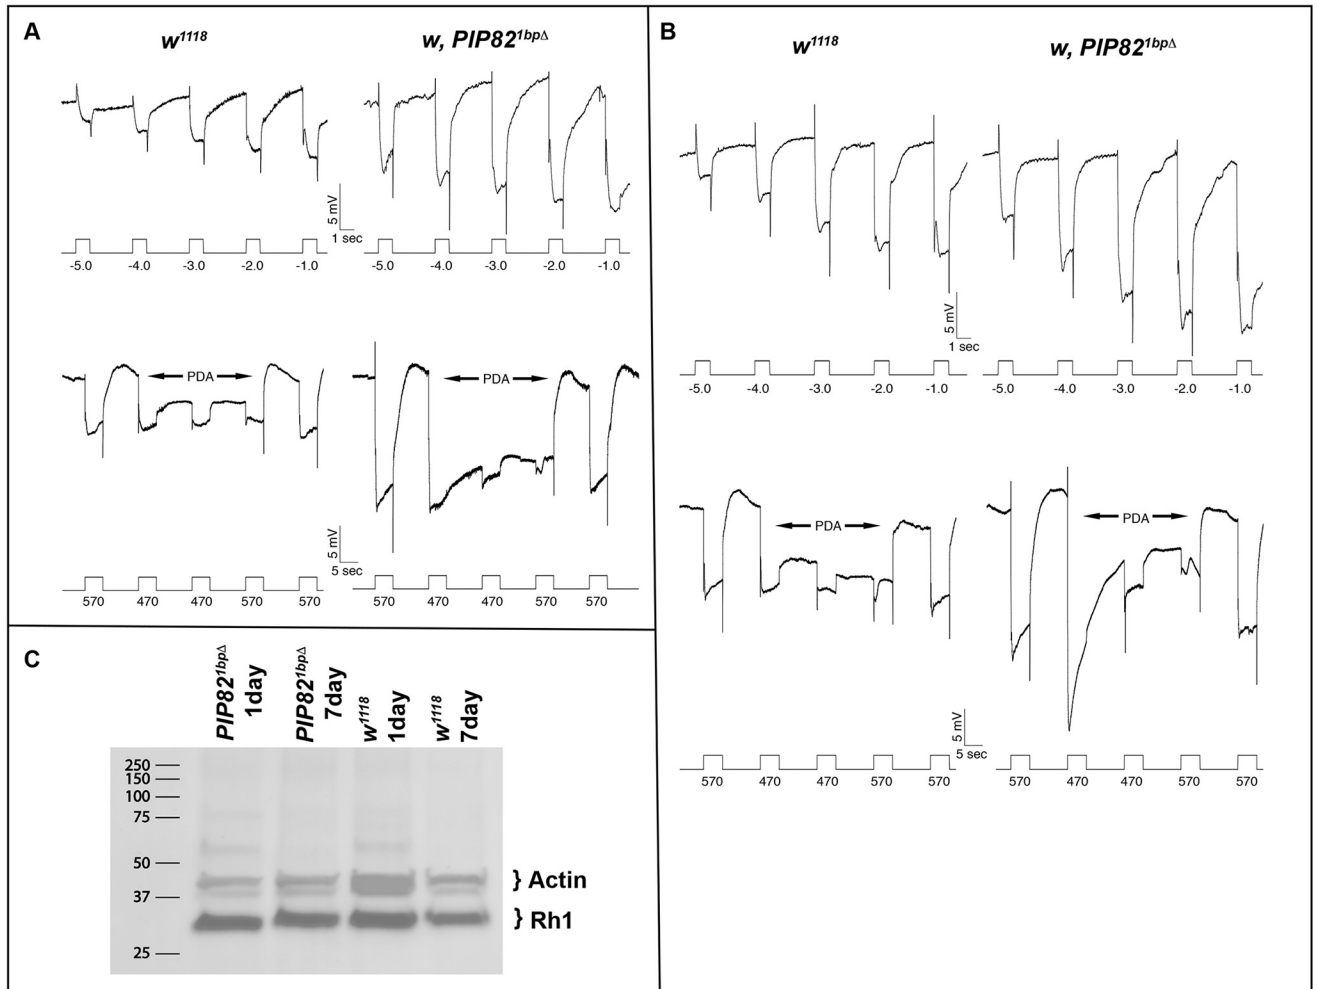 A
w1118
w, PIP821bpΔ
5 mV
1 sec
-5.0 -4.0 -3.0 -2.0 -1.0
-5.0 -4.0 -3.0 -2.0 -1.0
PDA
PDA
5 mV
5 sec
570 470 470 570 570
570 470 470 570 570
B
w1118
w, PIP821bpΔ
5 mV
1 sec
-5.0 -4.0 -3.0 -2.0 -1.0
-5.0 -4.0 -3.0 -2.0 -1.0
PDA
PDA
5 mV
5 sec
570 470 470 570 570
570 470 470 570 570
C
PIP821bpΔ
1day
PIP821bpΔ
7day
w1118
1day
w1118
7day
250
150
100
75
50
37
25
} Actin
} Rh1